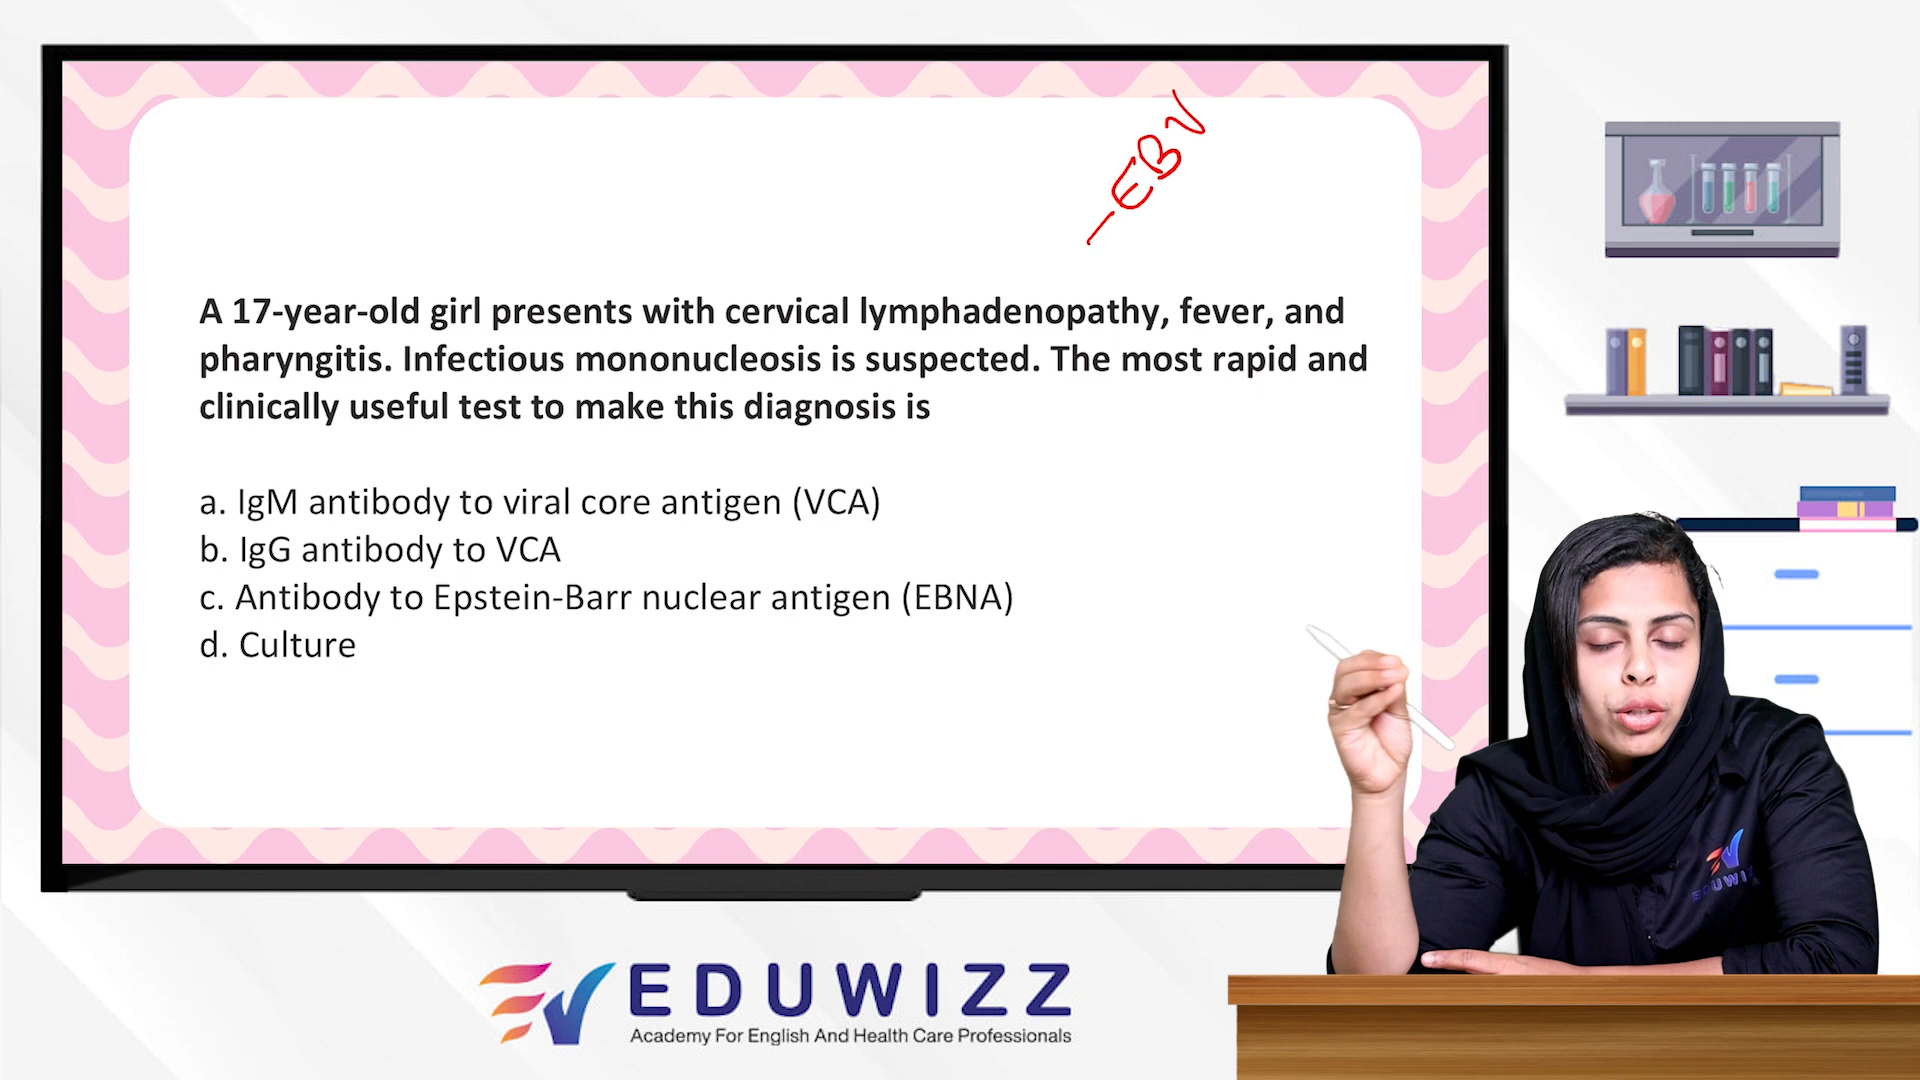 -EBV
A 17-year-old girl presents with cervical lymphadenopathy, fever, and
pharyngitis. Infectious mononucleosis is suspected. The most rapid and
clinically useful test to make this diagnosis is
a. IgM antibody to viral core antigen (VCA)
b. IgG antibody to VCA
c. Antibody to Epstein-Barr nuclear antigen (EBNA)
d. Culture
EDUWIZZ
EDUWIZZ
Academy For English And Health Care Professionals